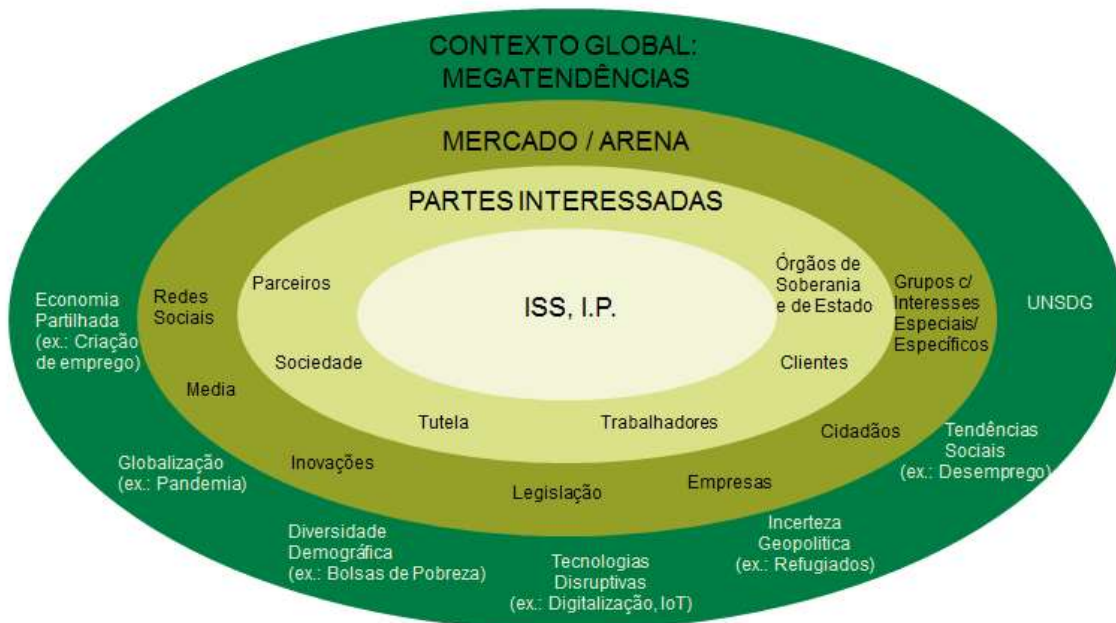 CONTEXTO GLOBAL:
MEGATENDÊNCIAS
MERCADO / ARENA
PARTES INTERESSADAS
ISS, I.P.
Parceiros
Sociedade
Tutela
Trabalhadores
Clientes
Órgãos de
Soberania
e de Estado
Redes
Sociais
Media
Inovações
Legislação
Empresas
Cidadãos
Grupos c/
Interesses
Especiais/
Específicos
Economia
Partilhada
(ex.: Criação
de emprego)
Globalização
(ex.: Pandemia)
Diversidade
Demográfica
(ex.: Bolsas de Pobreza)
Tecnologias
Disruptivas
(ex.: Digitalização, IoT)
Incerteza
Geopolitica
(ex.: Refugiados)
Tendências
Sociais
(ex.: Desemprego)
UNSDG